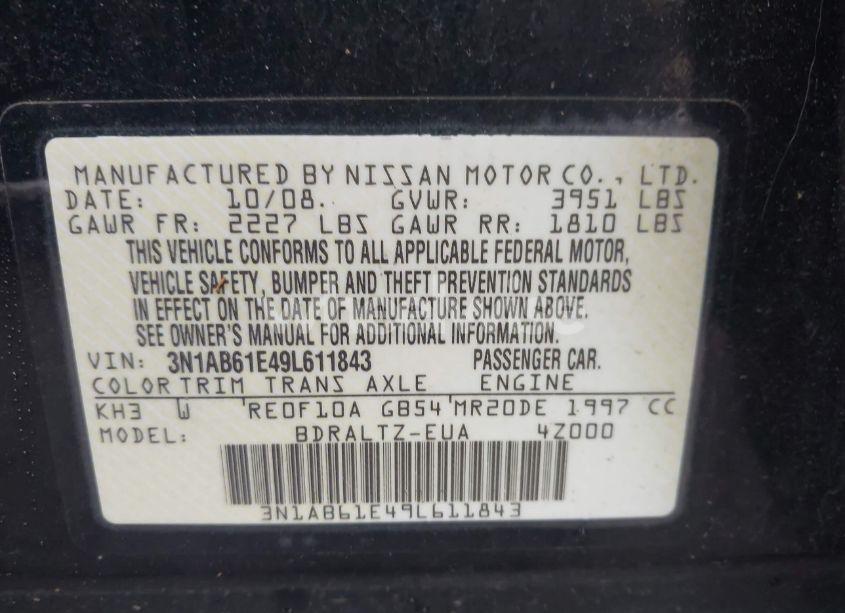 MANUFACTURED BY NISSAN MOTOR CO., LTD.
DATE: 10/08. GVWR: 3951 LBS
GAWR FR: 2227 LBS GAWR RR: 1810 LBS
THIS VEHICLE CONFORMS TO ALL APPLICABLE FEDERAL MOTOR,
VEHICLE SAFETY, BUMPER AND THEFT PREVENTION STANDARDS
IN EFFECT ON THE DATE OF MANUFACTURE SHOWN ABOVE.
SEE OWNER'S MANUAL FOR ADDITIONAL INFORMATION.
VIN: 3N1AB61E49L611843 PASSENGER CAR.
COLOR TRIM TRANS AXLE ENGINE
KH3 W RE0F10A GB54 MR20DE 1997 CC
MODEL: BDRALTZ-EUA 4Z000
3N1AB61E49L611843